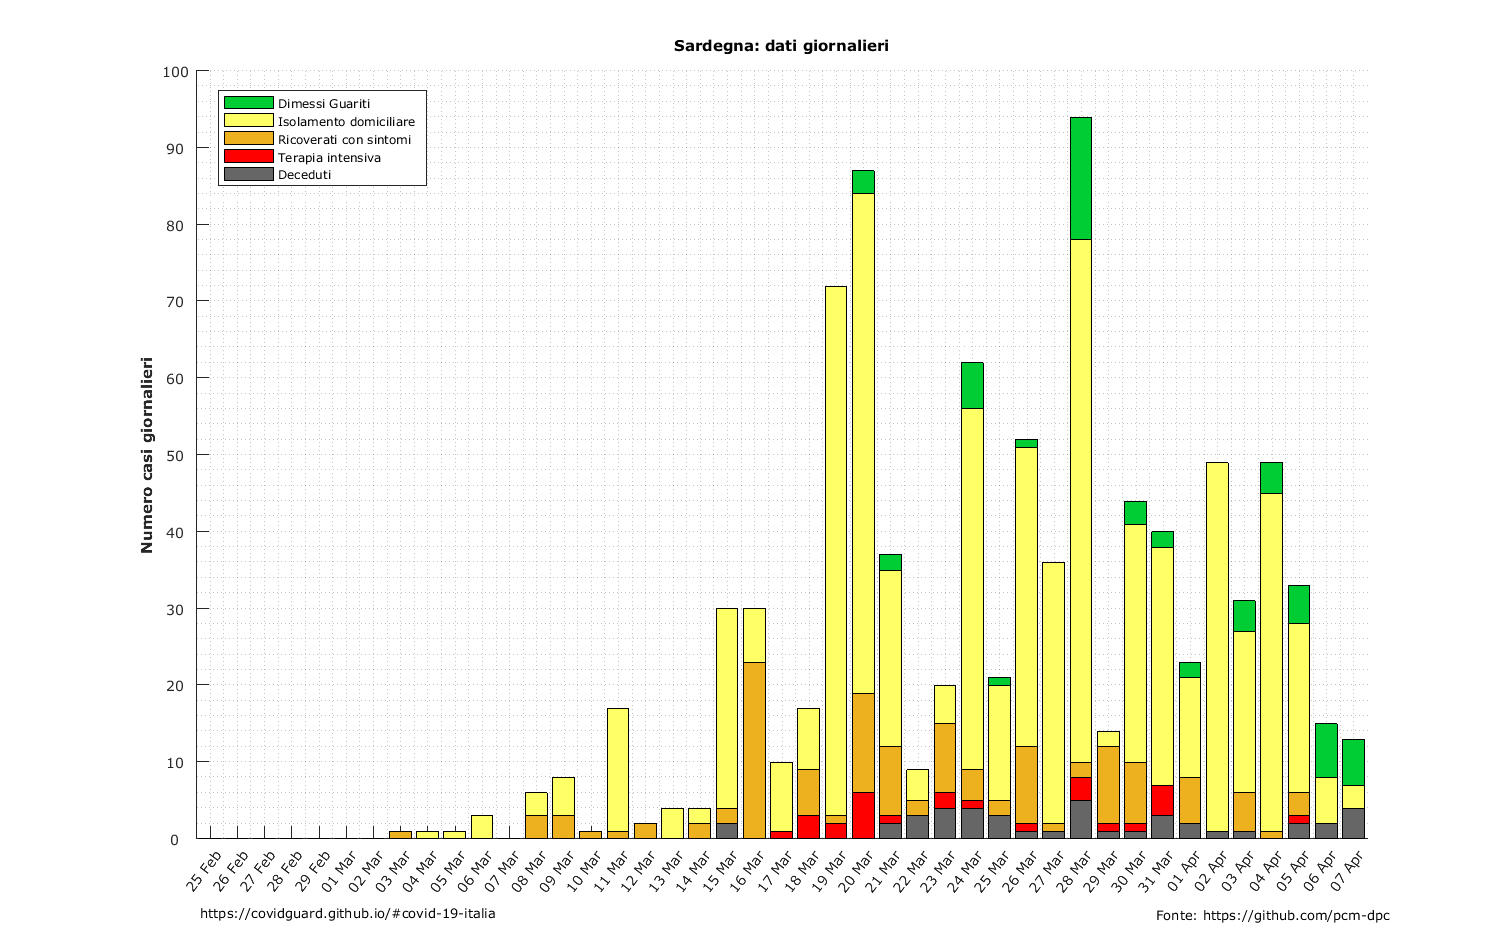 Sardegna: dati giornalieri
Numero casi giornalieri
100
90
80
70
60
50
40
30
20
10
0
Dimessi Guariti
Isolamento domiciliare
Ricoverati con sintomi
Terapia intensiva
Deceduti
25 Feb
26 Feb
27 Feb
28 Feb
29 Feb
01 Mar
02 Mar
03 Mar
04 Mar
05 Mar
06 Mar
07 Mar
08 Mar
09 Mar
10 Mar
11 Mar
12 Mar
13 Mar
14 Mar
15 Mar
16 Mar
17 Mar
18 Mar
19 Mar
20 Mar
21 Mar
22 Mar
23 Mar
24 Mar
25 Mar
26 Mar
27 Mar
28 Mar
29 Mar
30 Mar
31 Mar
01 Apr
02 Apr
03 Apr
04 Apr
05 Apr
06 Apr
07 Apr
https://covidguard.github.io/#covid-19-italia
Fonte: https://github.com/pcm-dpc